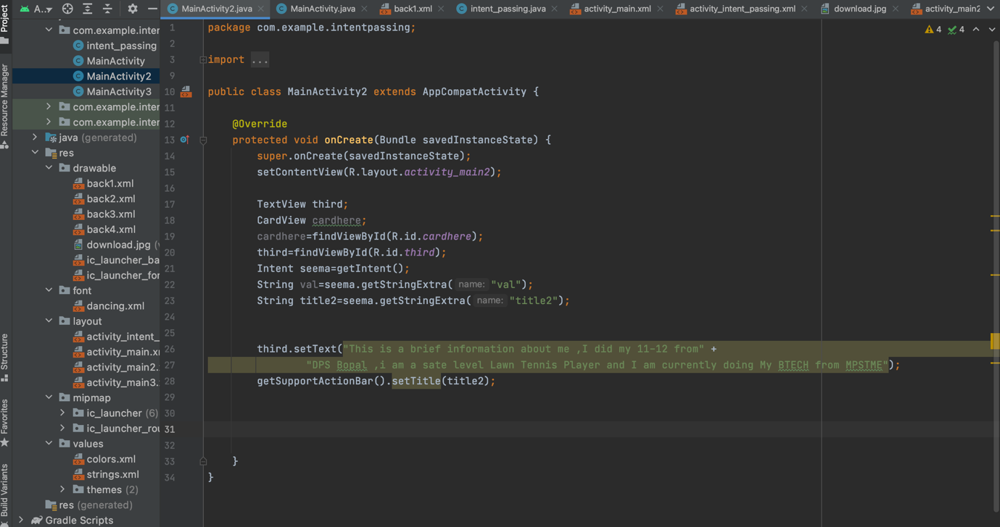 Project
Resource Manager
Structure
Favorites
Build Variants
A..
MainActivity2.java
MainActivity.java
back1.xml
intent_passing.java
activity_main.xml
activity_intent_passing.xml
download.jpg
activity_main2
com.example.inter
intent_passing
MainActivity
MainActivity2
MainActivity3
com.example.inter
com.example.inter
java (generated)
res
drawable
back1.xml
back2.xml
back3.xml
back4.xml
download.jpg (
ic_launcher_ba
ic_launcher_for
font
dancing.xml
layout
activity_intent_
activity_main.xm
activity_main2.
activity_main3.
mipmap
ic_launcher (6)
ic_launcher_rou
values
colors.xml
strings.xml
themes (2)
res (generated)
Gradle Scripts
4 4
1 package com.example.intentpassing;
2
3 import ...
9
10 public class MainActivity2 extends AppCompatActivity {
11
12 @Override
13 protected void onCreate(Bundle savedInstanceState) {
14 super.onCreate(savedInstanceState);
15 setContentView(R.layout.activity_main2);
16
17 TextView third;
18 CardView cardhere;
19 cardhere=findViewById(R.id.cardhere);
20 third=findViewById(R.id.third);
21 Intent seema=getIntent();
22 String val=seema.getStringExtra( name: "val");
23 String title2=seema.getStringExtra( name: "title2");
24
25
26 third.setText("This is a brief information about me ,I did my 11-12 from" +
27 "DPS Bopal ,i am a sate level Lawn Tennis Player and I am currently doing My BTECH from MPSTME");
28 getSupportActionBar().setTitle(title2);
29
30
31
32
33 }
34 }